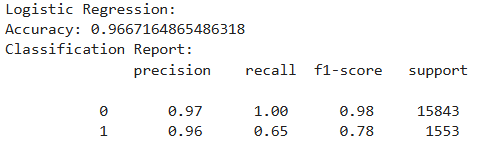 Logistic Regression:
Accuracy: 0.9667164865486318
Classification Report:
precision recall f1-score support
0 0.97 1.00 0.98 15843
1 0.96 0.65 0.78 1553